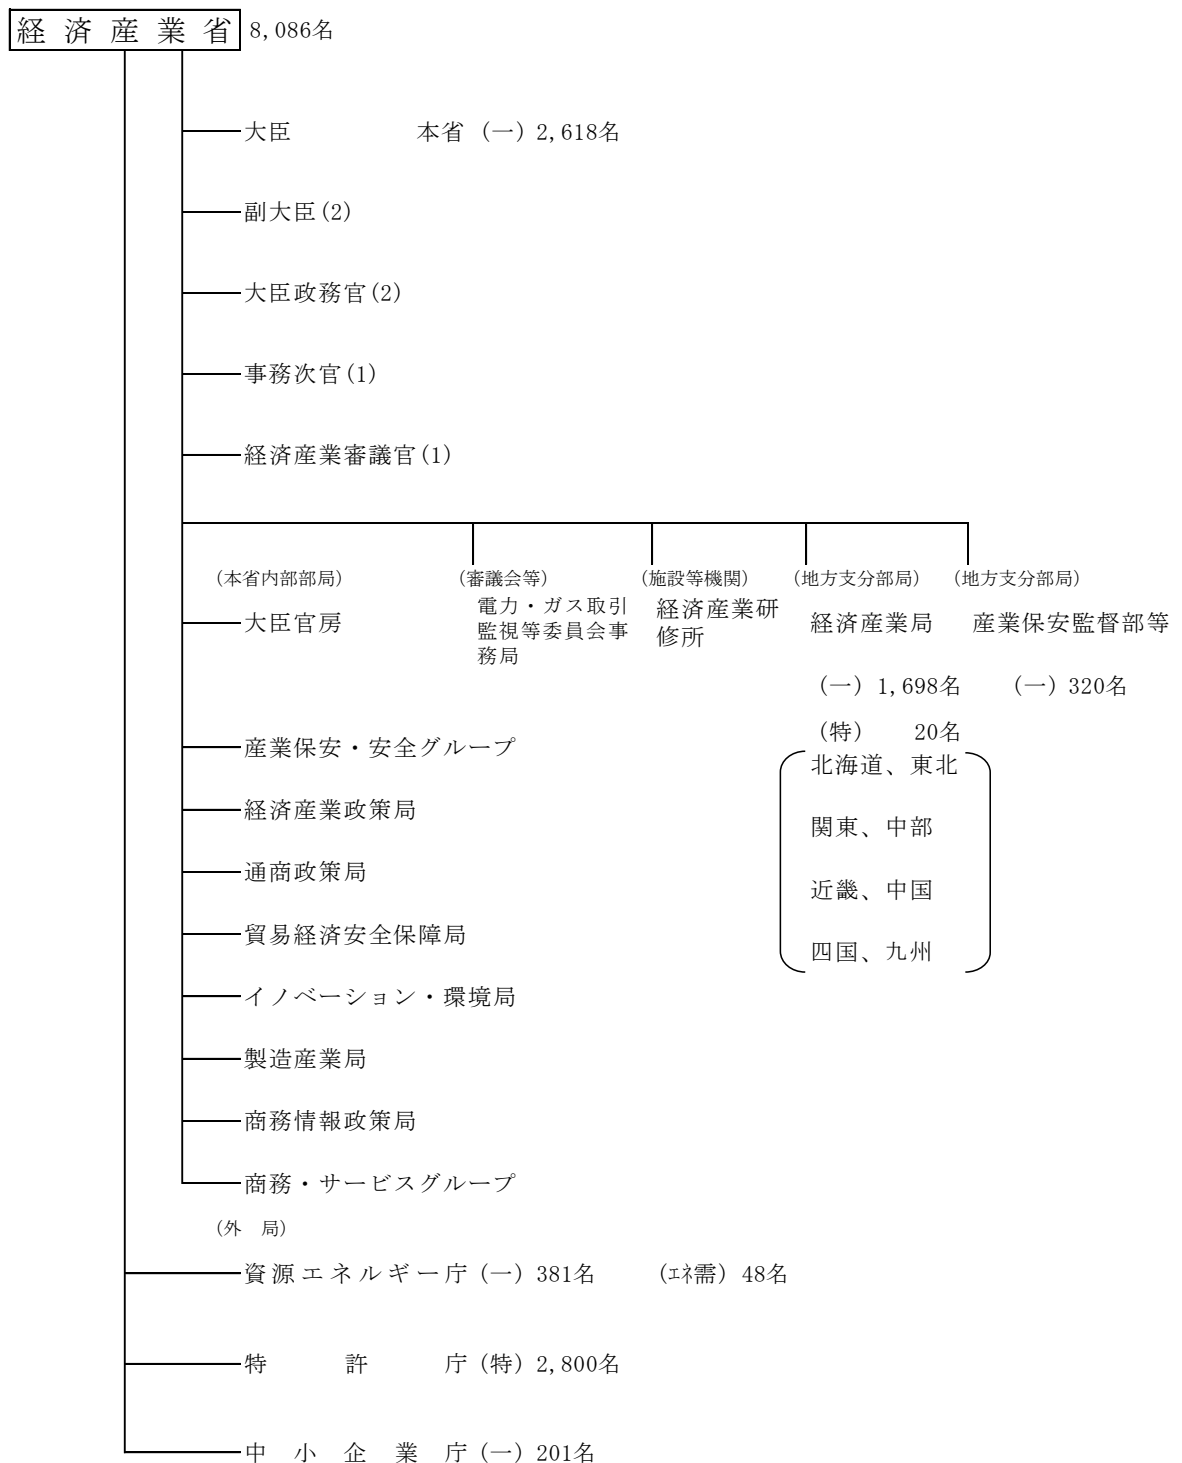 経済産業省 8,086名
大臣 本省 (一) 2,618名
副大臣(2)
大臣政務官(2)
事務次官(1)
経済産業審議官(1)
(本省内部部局) (審議会等) (施設等機関) (地方支分部局) (地方支分部局)
大臣官房
電力・ガス取引
監視等委員会事
務局
経済産業研
修所
経済産業局
産業保安監督部等
(一) 1,698名 (一) 320名
(特) 20名
北海道、東北
関東、中部
近畿、中国
四国、九州
産業保安・安全グループ
経済産業政策局
通商政策局
貿易経済安全保障局
イノベーション・環境局
製造産業局
商務情報政策局
商務・サービスグループ
(外 局)
資源エネルギー庁 (一) 381名 (ｴﾈ需) 48名
特許庁 (特) 2,800名
中小企業庁 (一) 201名